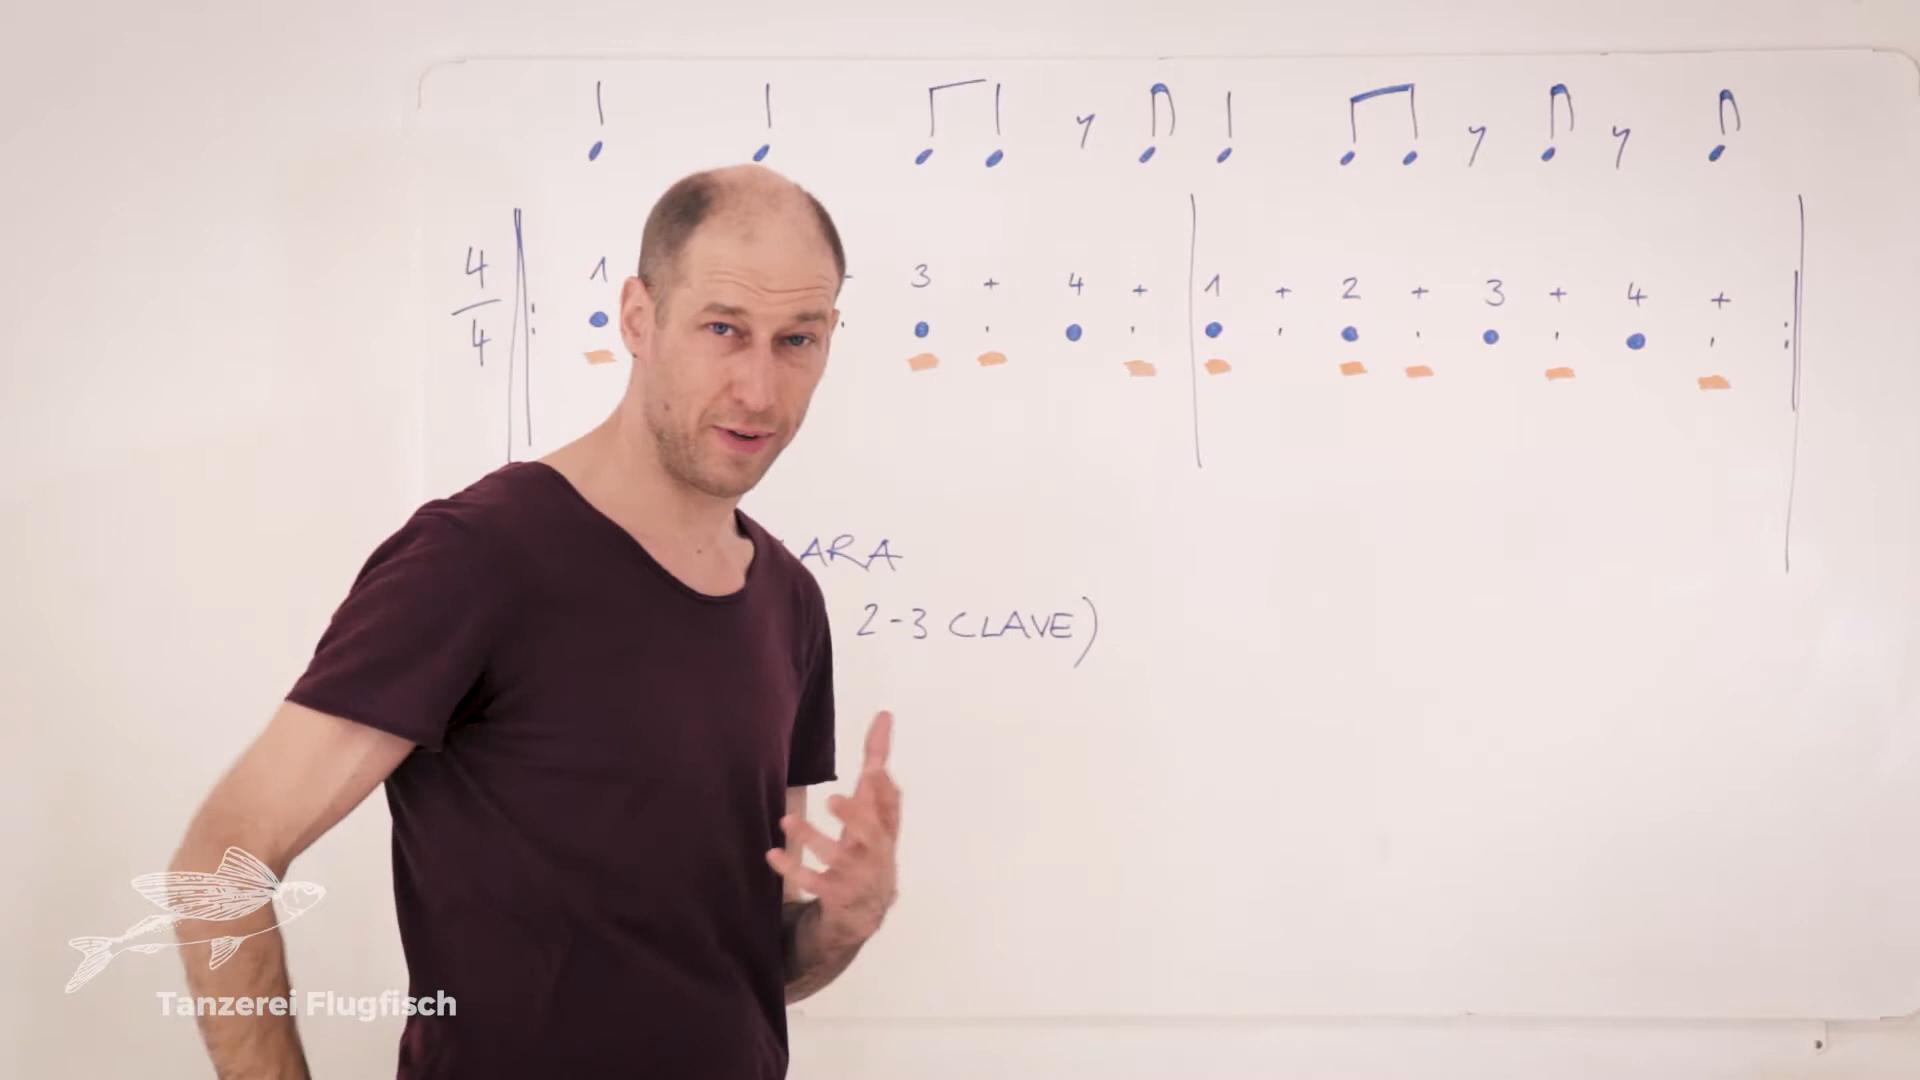 4/4 1 3 + 4 + 1 + 2 + 3 + 4 +
ARA
2-3 CLAVE)
Tanzerei Flugfisch